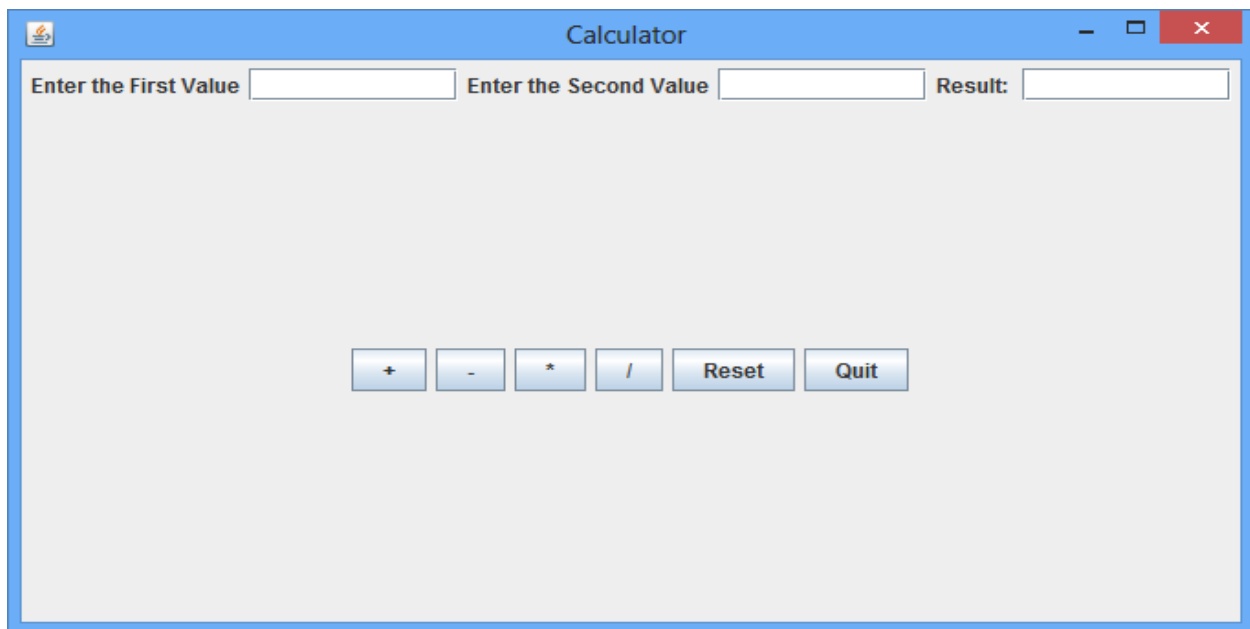 Calculator
Enter the First Value Enter the Second Value Result:
+ - * / Reset Quit